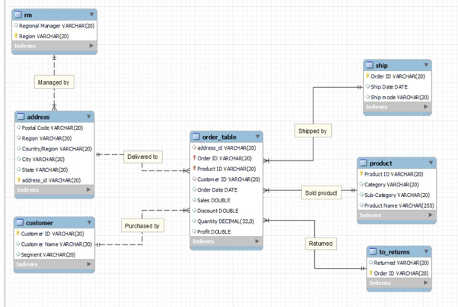 rm
Regional Manager VARCHAR(20)
Region VARCHAR(20)
Indexes
Managed by
address
Postal Code VARCHAR(20)
Region VARCHAR(20)
Country/Region VARCHAR(20)
City VARCHAR(20)
State VARCHAR(20)
address_id VARCHAR(20)
Indexes
Delivered to
customer
Customer ID VARCHAR(20)
Customer Name VARCHAR(30)
Segment VARCHAR(20)
Indexes
Purchased by
order_table
address_id VARCHAR(20)
Order ID VARCHAR(20)
Product ID VARCHAR(20)
Customer ID VARCHAR(20)
Order Date DATE
Sales DOUBLE
Discount DOUBLE
Quantity DECIMAL(32,0)
Profit DOUBLE
Indexes
Shipped by
ship
Order ID VARCHAR(20)
Ship Date DATE
Ship mode VARCHAR(20)
Indexes
Sold product
product
Product ID VARCHAR(20)
Category VARCHAR(20)
Sub-Category VARCHAR(20)
Product Name VARCHAR(255)
Indexes
Returned
to_returns
Returned VARCHAR(20)
Order ID VARCHAR(20)
Indexes